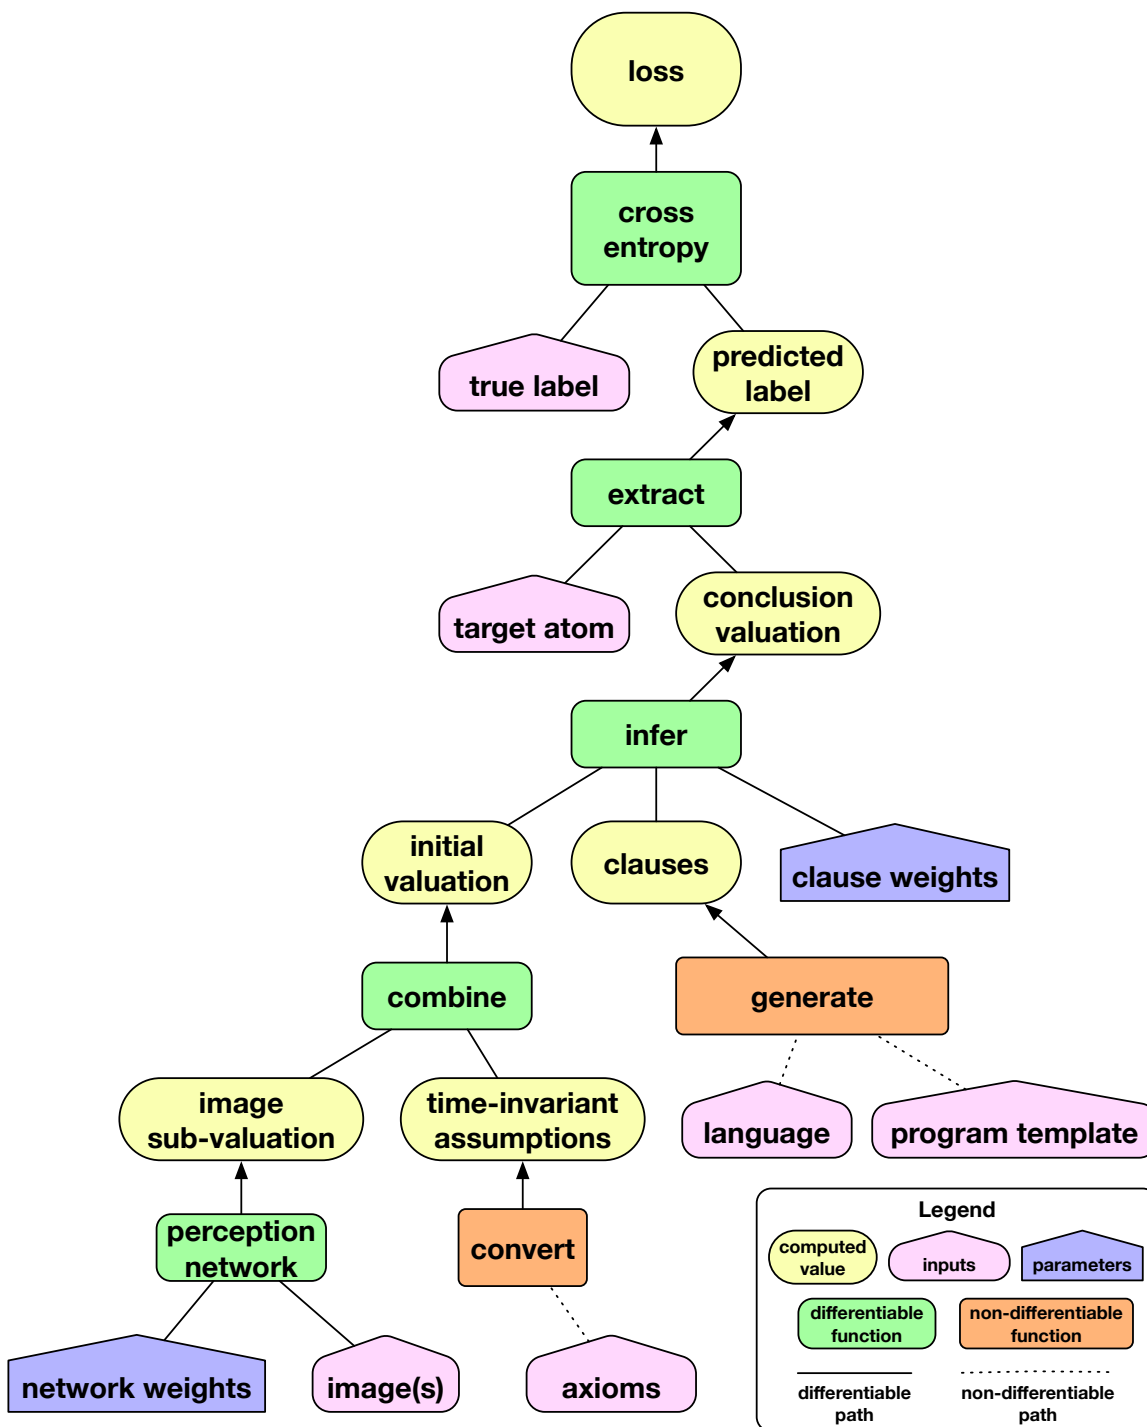 loss
cross
entropy
true label
predicted
label
extract
target atom
conclusion
valuation
infer
initial
valuation
clauses
clause weights
combine
generate
image
sub-valuation
time-invariant
assumptions
language
program template
perception
network
convert
network weights
image(s)
axioms
Legend
computed
value
inputs
parameters
differentiable
function
non-differentiable
function
differentiable
path
non-differentiable
path